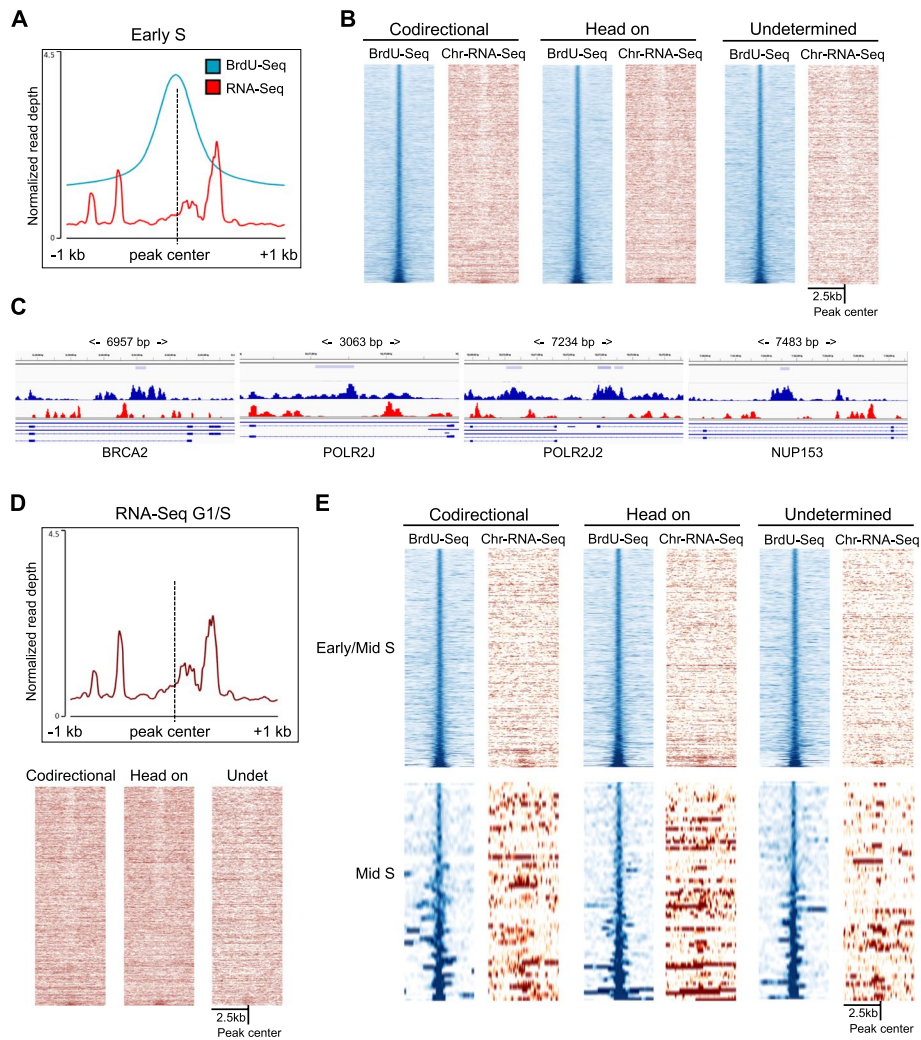 A
Early S
4.5
BrdU-Seq
RNA-Seq
Normalized read depth
0
-1 kb
peak center
+1 kb
B
Codirectional
Head on
Undetermined
BrdU-Seq Chr-RNA-Seq
BrdU-Seq Chr-RNA-Seq
BrdU-Seq Chr-RNA-Seq
2.5kb
Peak center
C
<- 6957 bp ->
<- 3063 bp ->
<- 7234 bp ->
<- 7483 bp ->
BRCA2
POLR2J
POLR2J2
NUP153
D
RNA-Seq G1/S
4.5
Normalized read depth
0
-1 kb
peak center
+1 kb
Codirectional
Head on
Undet
2.5kb
Peak center
E
Codirectional
Head on
Undetermined
BrdU-Seq Chr-RNA-Seq
BrdU-Seq Chr-RNA-Seq
BrdU-Seq Chr-RNA-Seq
Early/Mid S
Mid S
2.5kb
Peak center